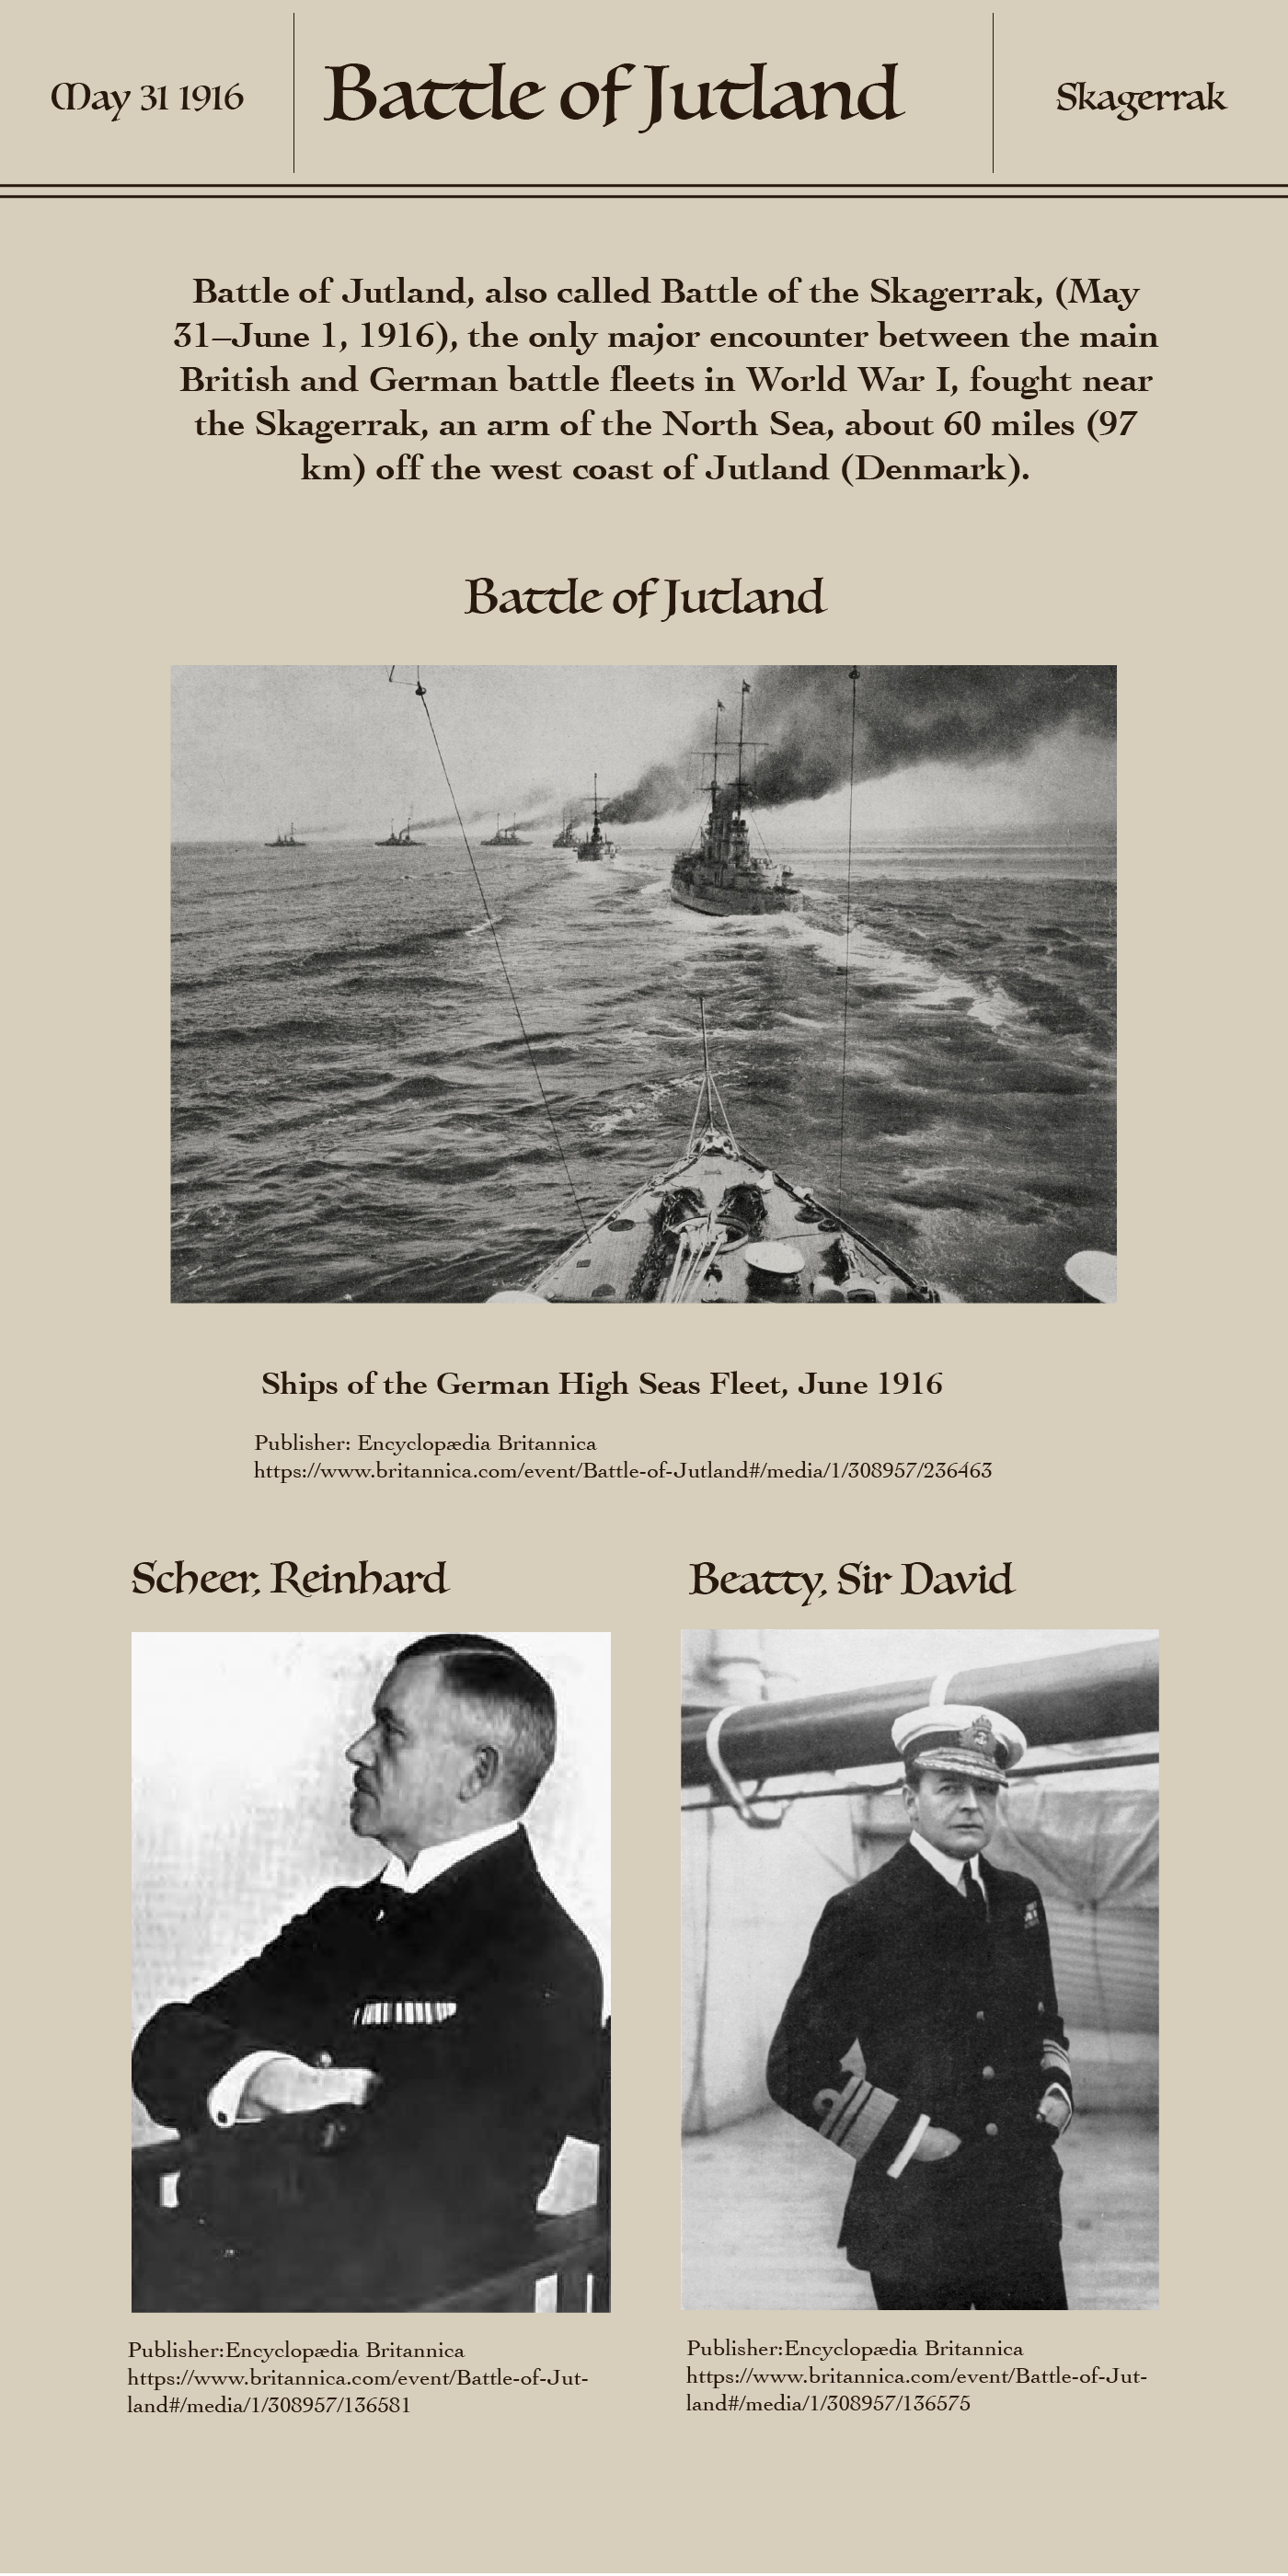 May 31 1916
Battle of Jutland
Skagerrak
Battle of Jutland, also called Battle of the Skagerrak, (May
31–June 1, 1916), the only major encounter between the main
British and German battle fleets in World War I, fought near
the Skagerrak, an arm of the North Sea, about 60 miles (97
km) off the west coast of Jutland (Denmark).
Battle of Jutland
Ships of the German High Seas Fleet, June 1916
Publisher: Encyclopædia Britannica
https://www.britannica.com/event/Battle-of-Jutland#/media/1/308957/236463
Scheer, Reinhard
Publisher:Encyclopædia Britannica
https://www.britannica.com/event/Battle-of-Jut-
land#/media/1/308957/136581
Beatty, Sir David
Publisher:Encyclopædia Britannica
https://www.britannica.com/event/Battle-of-Jut-
land#/media/1/308957/136575